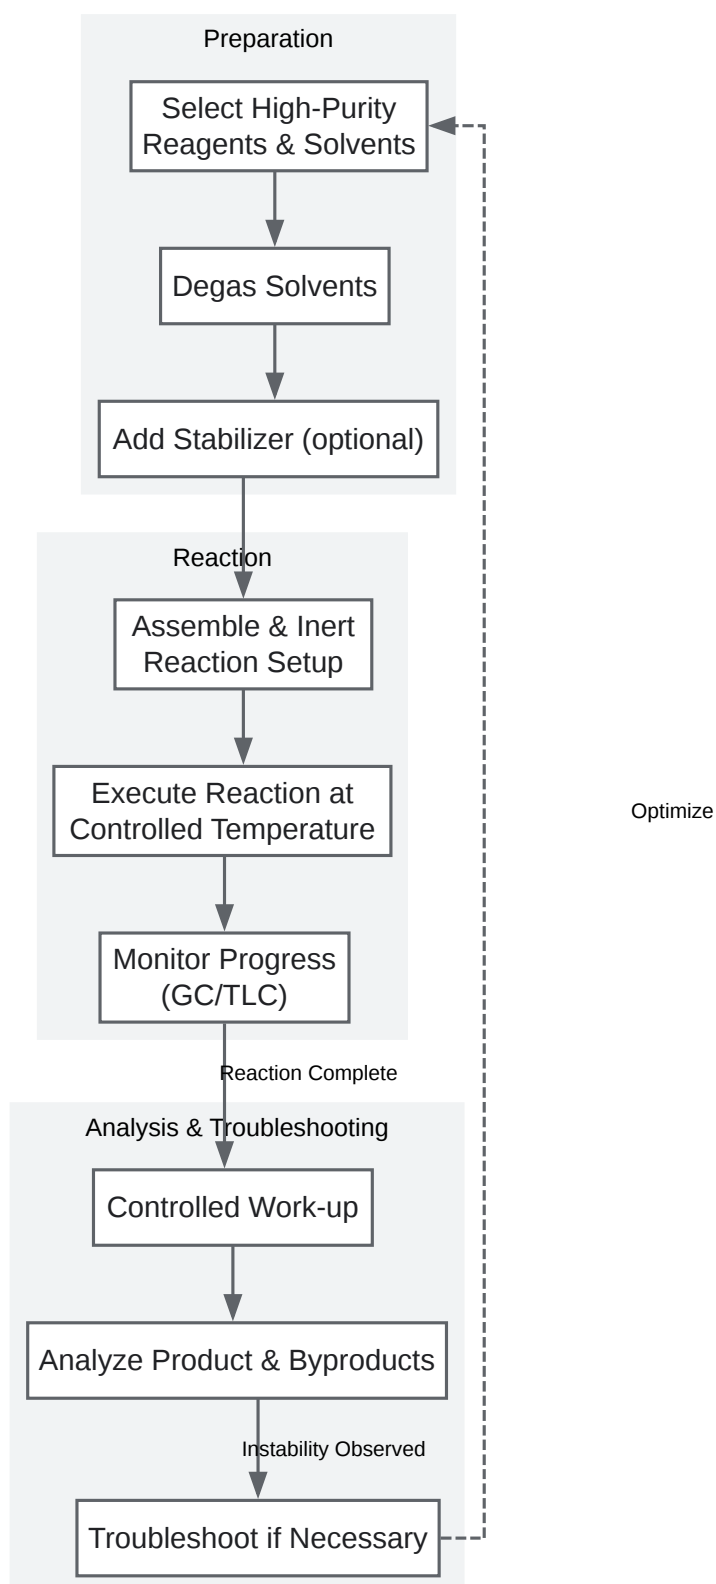 Preparation
Select High-Purity
Reagents & Solvents
Degas Solvents
Add Stabilizer (optional)
Reaction
Assemble & Inert
Reaction Setup
Execute Reaction at
Controlled Temperature
Optimize
Monitor Progress
(GC/TLC)
Reaction Complete
Analysis & Troubleshooting
Controlled Work-up
Analyze Product & Byproducts
Instability Observed
Troubleshoot if Necessary